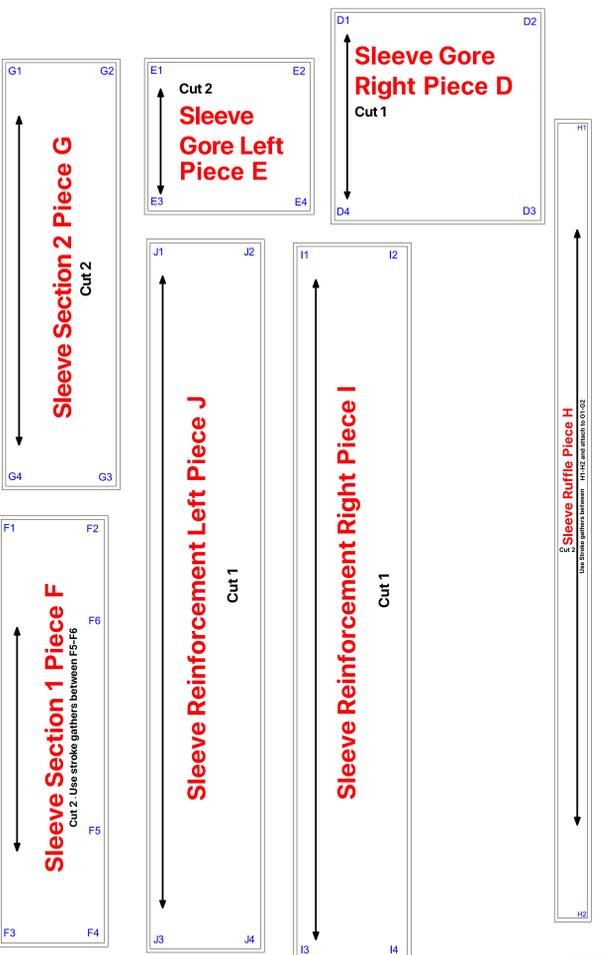 D1
D2
Sleeve Gore
Right Piece D
Cut 1
D4
D3
G1
G2
Sleeve Section 2 Piece G
Cut 2
G4
G3
E1
E2
Cut 2
Sleeve
Gore Left
Piece E
E3
E4
H1
Sleeve Ruffle Piece H
Cut 2
Use Stroke gathers between H1-H2 and attach to G1-G2
H2
J1
J2
Sleeve Reinforcement Left Piece J
Cut 1
J3
J4
I1
I2
Sleeve Reinforcement Right Piece I
Cut 1
I3
I4
F1
F2
F6
Sleeve Section 1 Piece F
Cut 2 . Use stroke gathers between F5-F6
F5
F3
F4